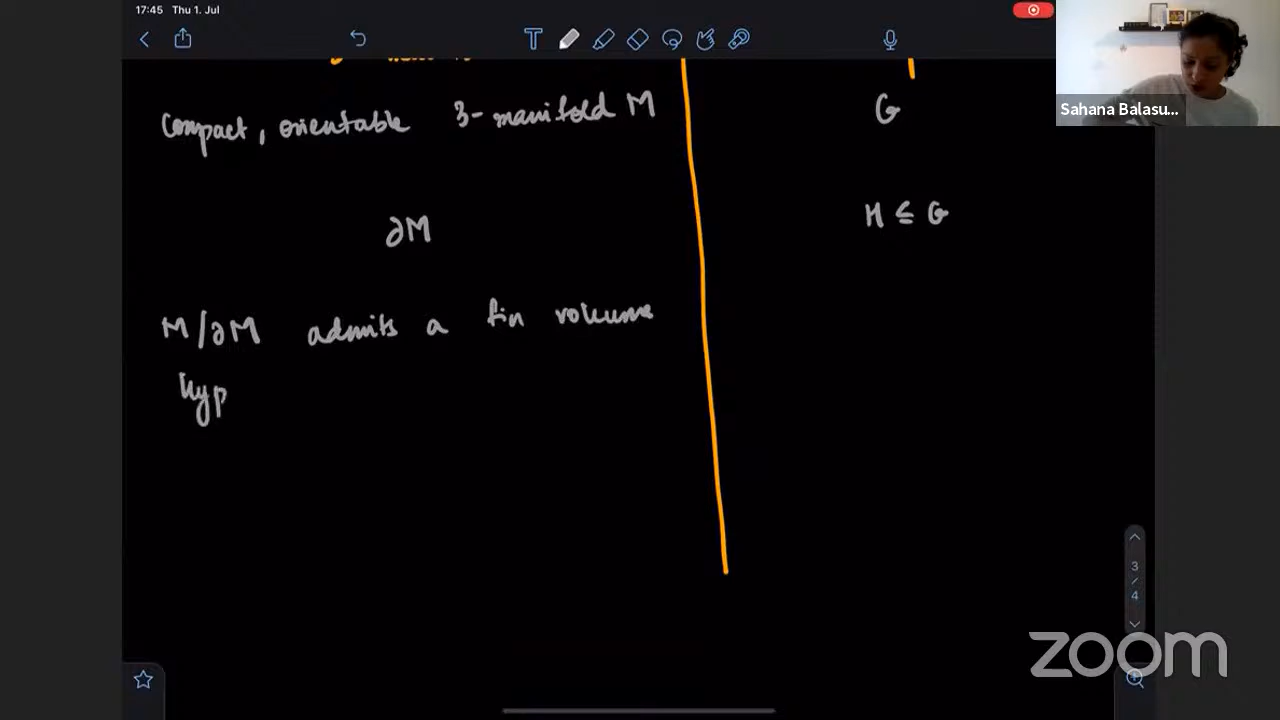 17:45 Thu 1. Jul
Sahana Balasu...
Compact, orientable 3-manifold M
G
∂M
H ≤ G
M/∂M admits a fin volume
hyp
3
/
4
zoom